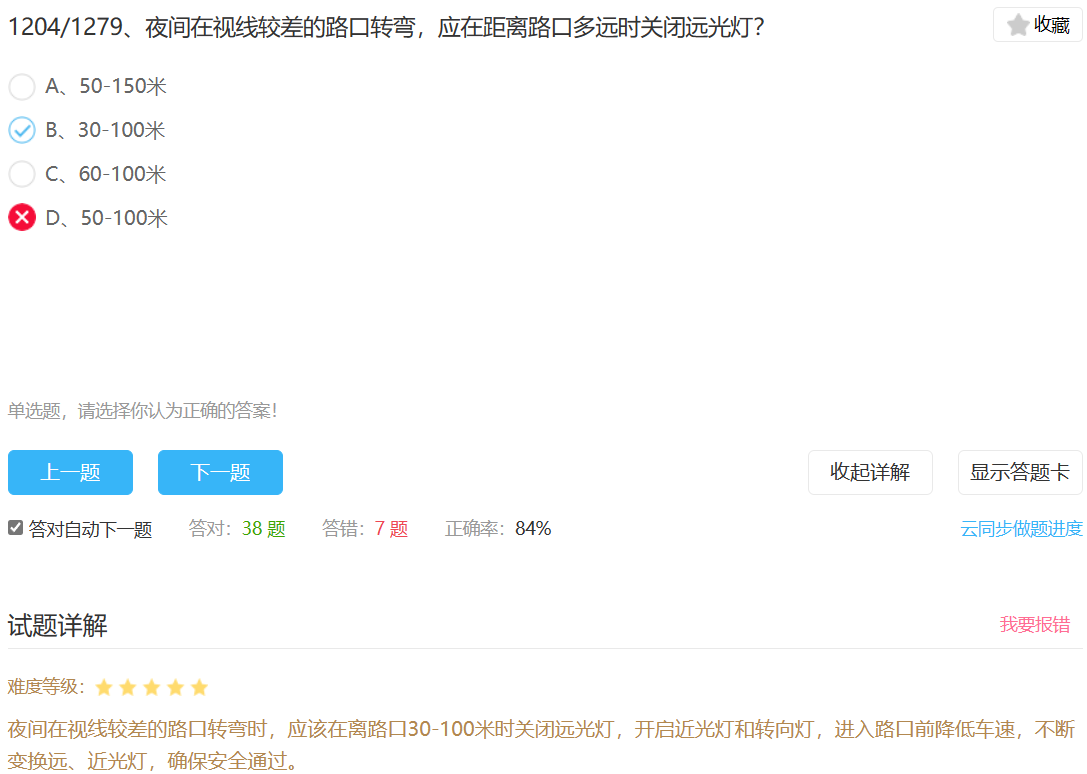 1204/1279、夜间在视线较差的路口转弯，应在距离路口多远时关闭远光灯？
收藏
A、50-150米
B、30-100米
C、60-100米
D、50-100米
单选题，请选择你认为正确的答案！
上一题 下一题 收起详解 显示答题卡
答对自动下一题 答对：38 题 答错：7 题 正确率：84% 云同步做题进度
试题详解 我要报错
难度等级：
夜间在视线较差的路口转弯时，应该在离路口30-100米时关闭远光灯，开启近光灯和转向灯，进入路口前降低车速，不断
变换远、近光灯，确保安全通过。